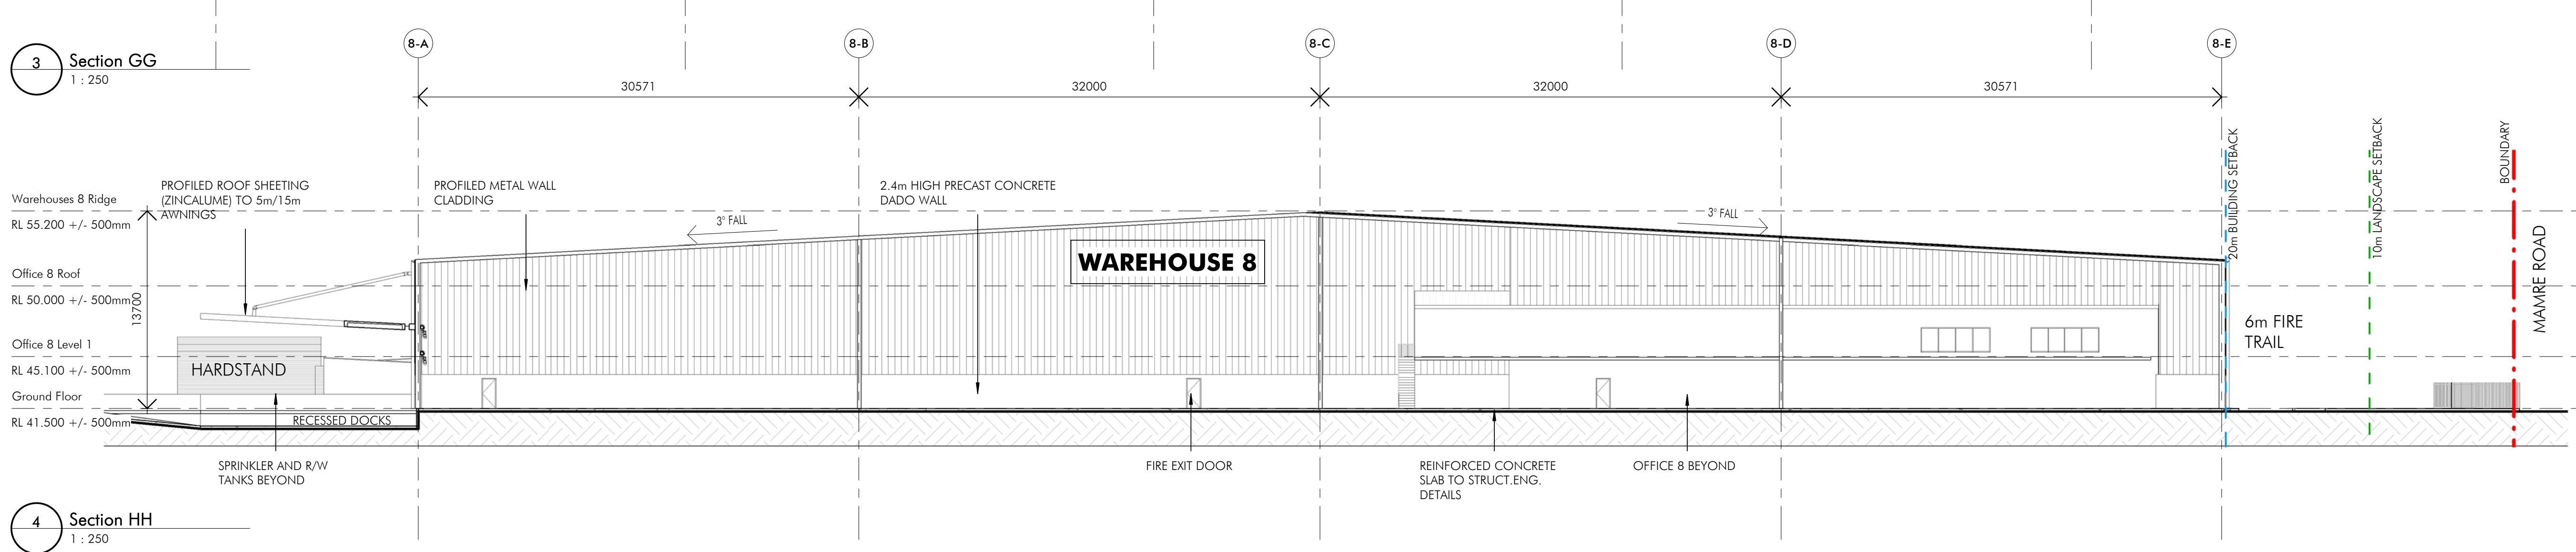 3
Section GG
1 : 250
8-A
8-B
8-C
8-D
8-E
30571
32000
32000
30571
Warehouses 8 Ridge
RL 55.200 +/- 500mm
Office 8 Roof
RL 50.000 +/- 500mm
Office 8 Level 1
RL 45.100 +/- 500mm
Ground Floor
RL 41.500 +/- 500mm
13700
PROFILED ROOF SHEETING
(ZINCALUME) TO 5m/15m
AWNINGS
PROFILED METAL WALL
CLADDING
2.4m HIGH PRECAST CONCRETE
DADO WALL
3° FALL
3° FALL
WAREHOUSE 8
HARDSTAND
RECESSED DOCKS
20m BUILDING SETBACK
10m LANDSCAPE SETBACK
BOUNDARY
MAMRE ROAD
6m FIRE
TRAIL
SPRINKLER AND R/W
TANKS BEYOND
FIRE EXIT DOOR
REINFORCED CONCRETE
SLAB TO STRUCT.ENG.
DETAILS
OFFICE 8 BEYOND
4
Section HH
1 : 250